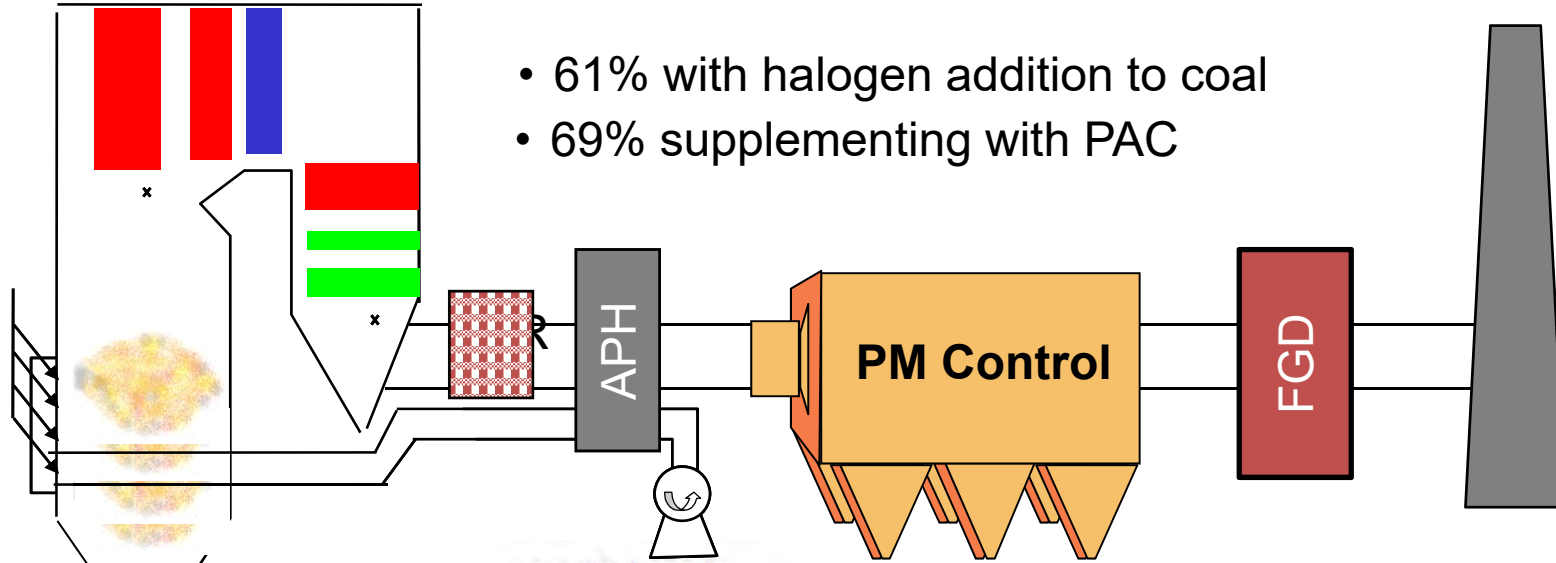 • 61% with halogen addition to coal
• 69% supplementing with PAC
R
APH
PM Control
FGD